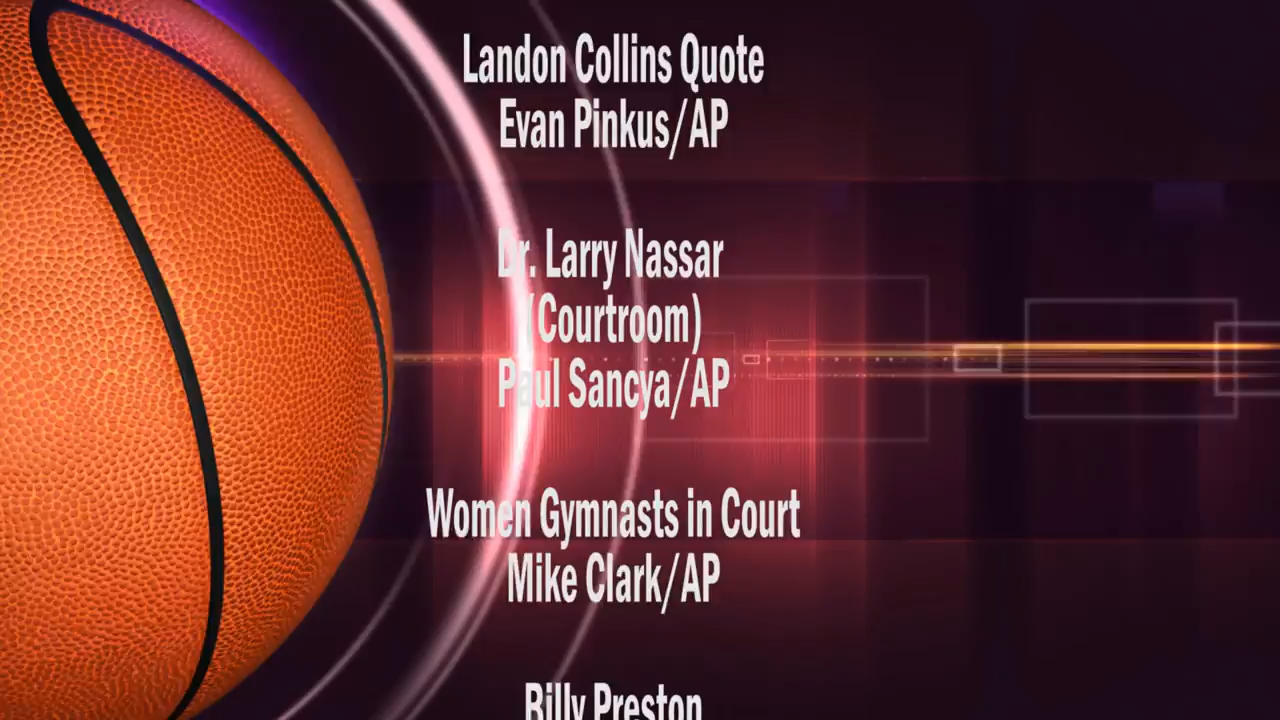 Landon Collins Quote
Evan Pinkus/AP
Dr. Larry Nassar
(Courtroom)
Paul Sancya/AP
Women Gymnasts in Court
Mike Clark/AP
Billy Preston